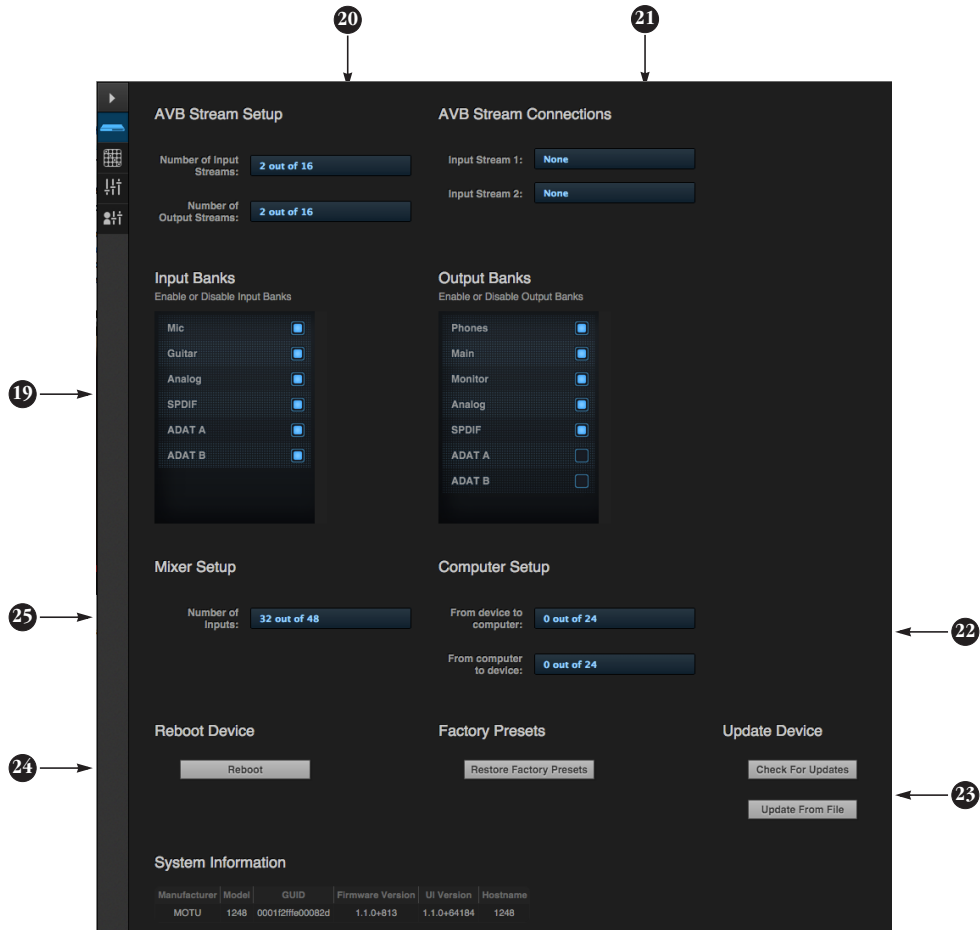 20
21
AVB Stream Setup
AVB Stream Connections
Number of Input
Streams:
2 out of 16
Input Stream 1:
None
Number of
Output Streams:
2 out of 16
Input Stream 2:
None
Input Banks
Enable or Disable Input Banks
Mic
Guitar
Analog
SPDIF
ADAT A
ADAT B
Output Banks
Enable or Disable Output Banks
Phones
Main
Monitor
Analog
SPDIF
ADAT A
ADAT B
19
Mixer Setup
Number of
Inputs:
32 out of 48
25
Computer Setup
From device to
computer:
0 out of 24
From computer
to device:
0 out of 24
22
Reboot Device
Reboot
24
Factory Presets
Restore Factory Presets
Update Device
Check For Updates
Update From File
23
System Information
Manufacturer Model GUID Firmware Version UI Version Hostname
MOTU 1248 0001f2fffe00082d 1.1.0+813 1.1.0+64184 1248